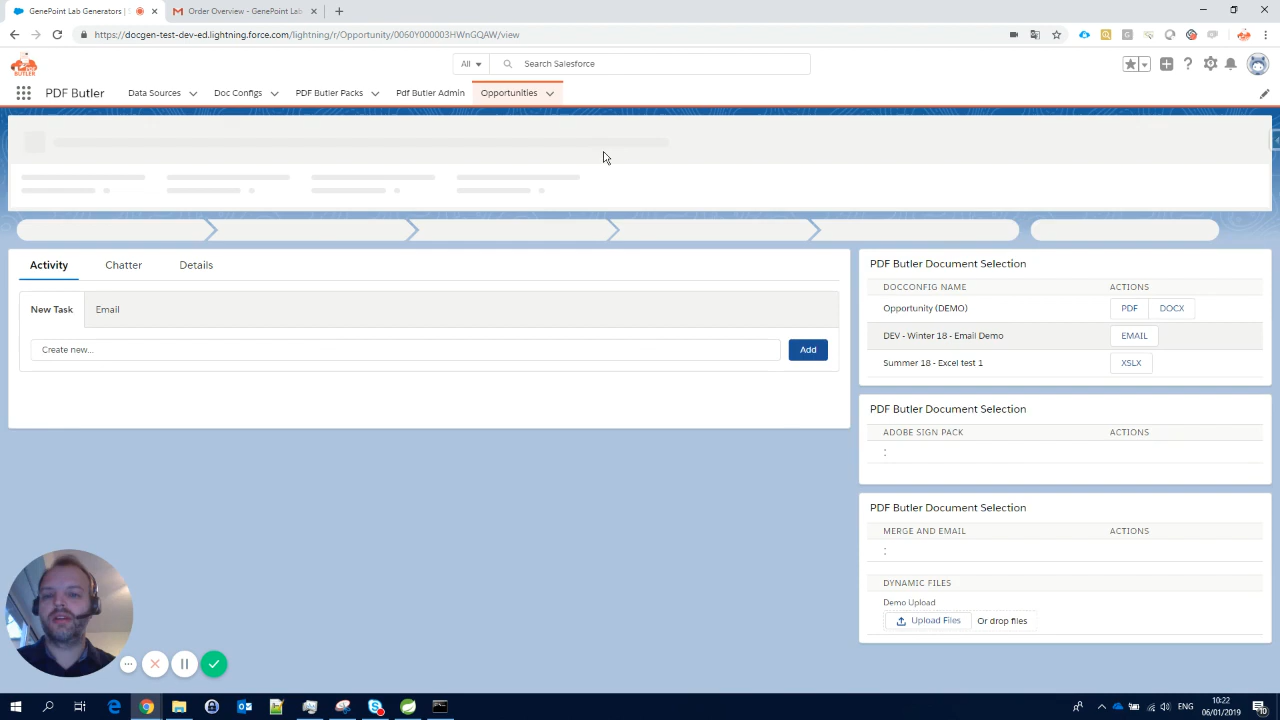 GenePoint Lab Generators |
Order Overview - GenePoint Lab
https://docgen-test-dev-ed.lightning.force.com/lightning/r/Opportunity/0060Y000003HWnGQAW/view
BUTLER
All
Search Salesforce
PDF Butler
Data Sources
Doc Configs
PDF Butler Packs
Pdf Butler Admin
Opportunities
Activity
Chatter
Details
New Task
Email
Create new...
Add
PDF Butler Document Selection
DOCCONFIG NAME
ACTIONS
Opportunity (DEMO)
PDF
DOCX
DEV - Winter 18 - Email Demo
EMAIL
Summer 18 - Excel test 1
XSLX
PDF Butler Document Selection
ADOBE SIGN PACK
ACTIONS
:
PDF Butler Document Selection
MERGE AND EMAIL
ACTIONS
:
DYNAMIC FILES
Demo Upload
Upload Files
Or drop files
ENG
10:22
06/01/2019